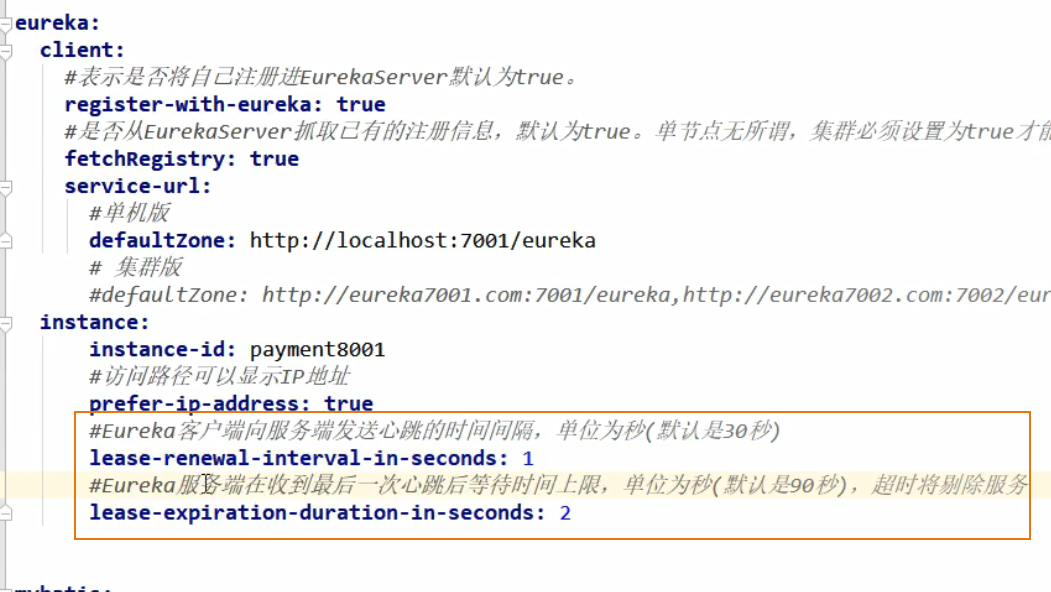 eureka:
client:
#表示是否将自己注册进EurekaServer默认为true。
register-with-eureka: true
#是否从EurekaServer抓取已有的注册信息，默认为true。单节点无所谓，集群必须设置为true才能
fetchRegistry: true
service-url:
#单机版
defaultZone: http://localhost:7001/eureka
# 集群版
#defaultZone: http://eureka7001.com:7001/eureka,http://eureka7002.com:7002/eur
instance:
instance-id: payment8001
#访问路径可以显示IP地址
prefer-ip-address: true
#Eureka客户端向服务端发送心跳的时间间隔，单位为秒(默认是30秒)
lease-renewal-interval-in-seconds: 1
#Eureka服务端在收到最后一次心跳后等待时间上限，单位为秒(默认是90秒)，超时将剔除服务
lease-expiration-duration-in-seconds: 2